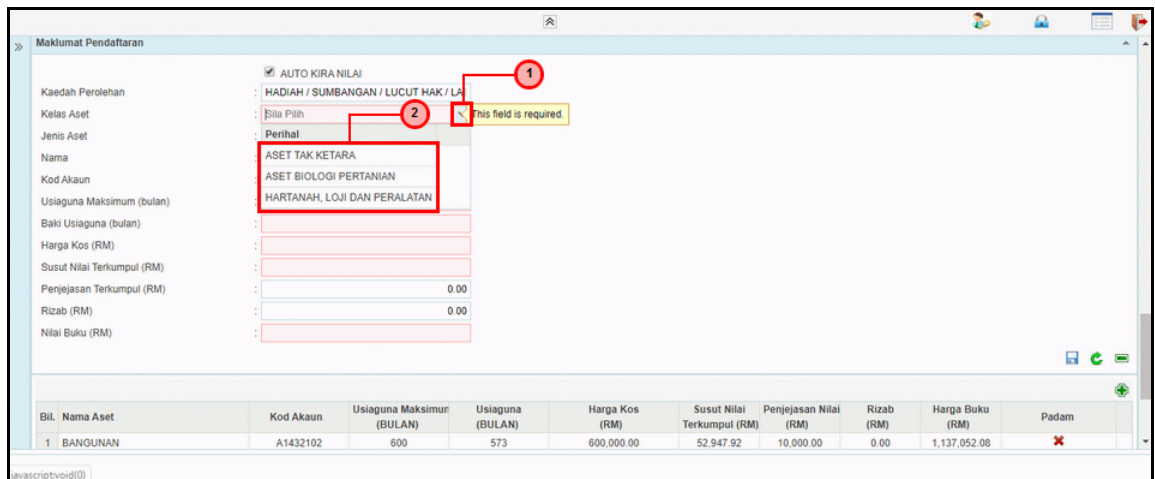 Maklumat Pendaftaran
AUTO KIRA NILAI
1
Kaedah Perolehan : HADIAH / SUMBANGAN / LUCUT HAK / LA
Kelas Aset : Sila Pilih 2 This field is required.
Jenis Aset : Perihal
Nama : ASET TAK KETARA
Kod Akaun : ASET BIOLOGI PERTANIAN
Usiaguna Maksimum (bulan) : HARTANAH, LOJI DAN PERALATAN
Baki Usiaguna (bulan) :
Harga Kos (RM) :
Susut Nilai Terkumpul (RM) :
Penjejasan Terkumpul (RM) : 0.00
Rizab (RM) : 0.00
Nilai Buku (RM) :
Bil. Nama Aset Kod Akaun Usiaguna Maksimum (BULAN) Usiaguna (BULAN) Harga Kos (RM) Susut Nilai Terkumpul (RM) Penjejasan Nilai (RM) Rizab (RM) Harga Buku (RM) Padam
1 BANGUNAN A1432102 600 573 600,000.00 52,947.92 10,000.00 0.00 1,137,052.08
javascript:void(0)